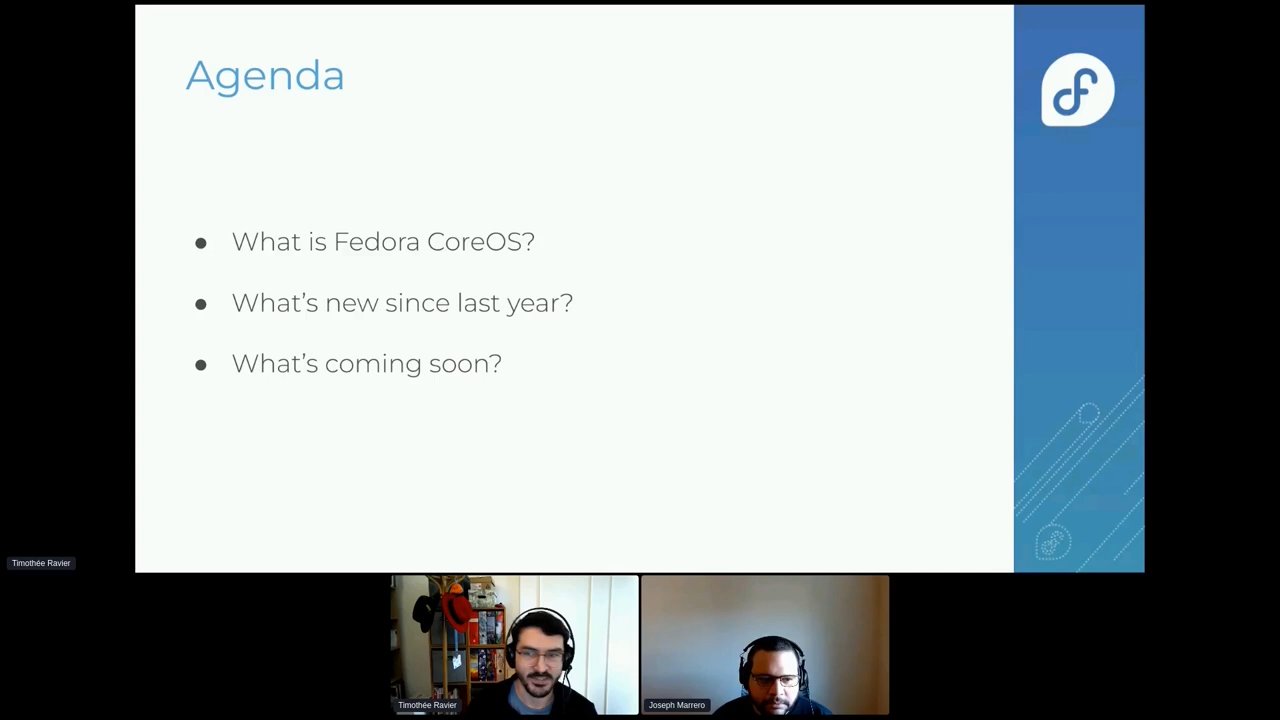 Agenda
● What is Fedora CoreOS?
● What's new since last year?
● What's coming soon?
Timothée Ravier
Timothée Ravier
Joseph Marrero